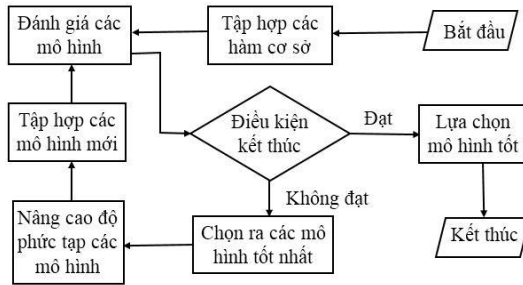 Đánh giá các
mô hình
Tập hợp các
hàm cơ sở
Bắt đầu
Tập hợp các
mô hình mới
Điều kiện
kết thúc
Đạt
Lựa chọn
mô hình tốt
Không đạt
Nâng cao độ
phức tạp các
mô hình
Chọn ra các mô
hình tốt nhất
Kết thúc